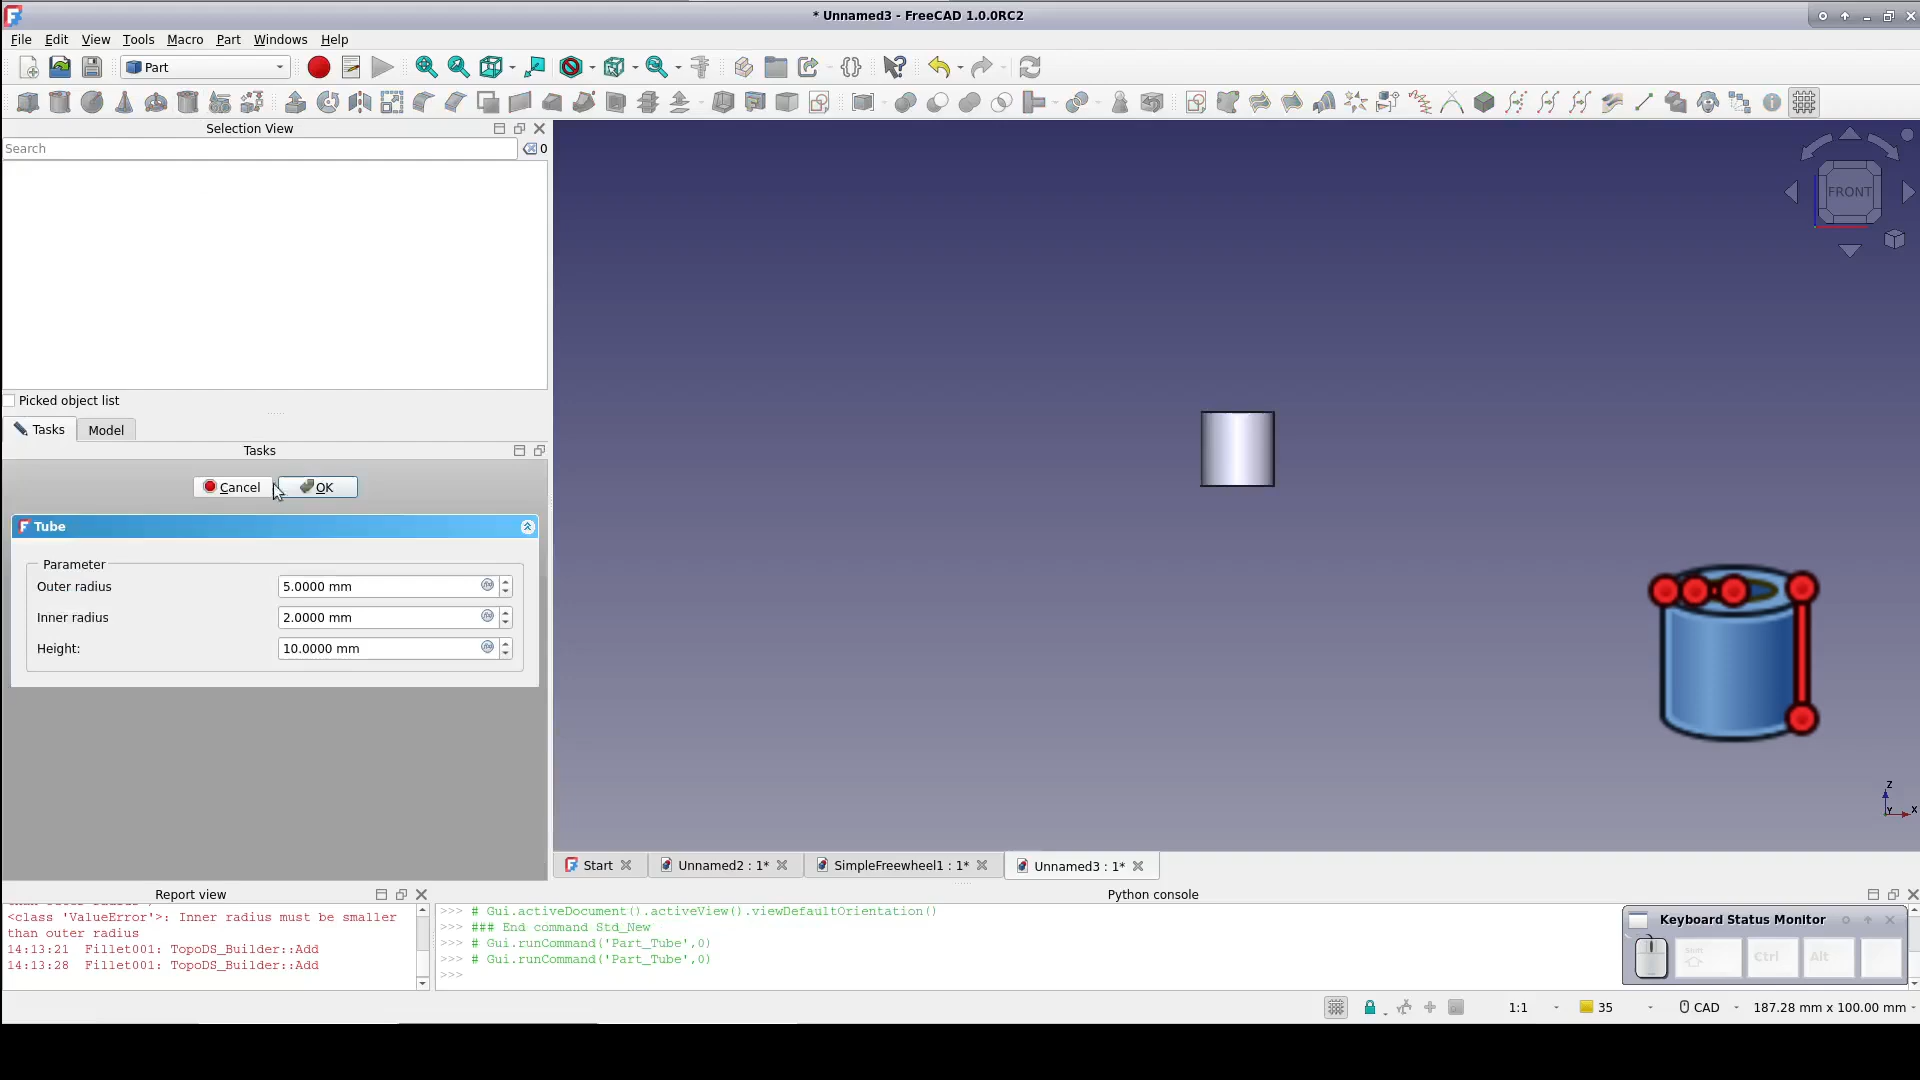 * Unnamed3 - FreeCAD 1.0.0RC2
File Edit View Tools Macro Part Windows Help
Part
Selection View
Search
0
Picked object list
Tasks Model
Tasks
Cancel OK
Tube
Parameter
Outer radius 5.0000 mm
Inner radius 2.0000 mm
Height: 10.0000 mm
FRONT
Z
Y X
Start Unnamed2 : 1* SimpleFreewheel1 : 1* Unnamed3 : 1*
Report view
<class 'ValueError'>: Inner radius must be smaller
than outer radius
14:13:21 Fillet001: TopoDS_Builder::Add
14:13:28 Fillet001: TopoDS_Builder::Add
Python console
>>> # Gui.activeDocument().activeView().viewDefaultOrientation()
>>> ### End command Std_New
>>> # Gui.runCommand('Part_Tube',0)
>>> # Gui.runCommand('Part_Tube',0)
>>>
Keyboard Status Monitor
Shift Ctrl Alt
1:1 35 CAD 187.28 mm x 100.00 mm